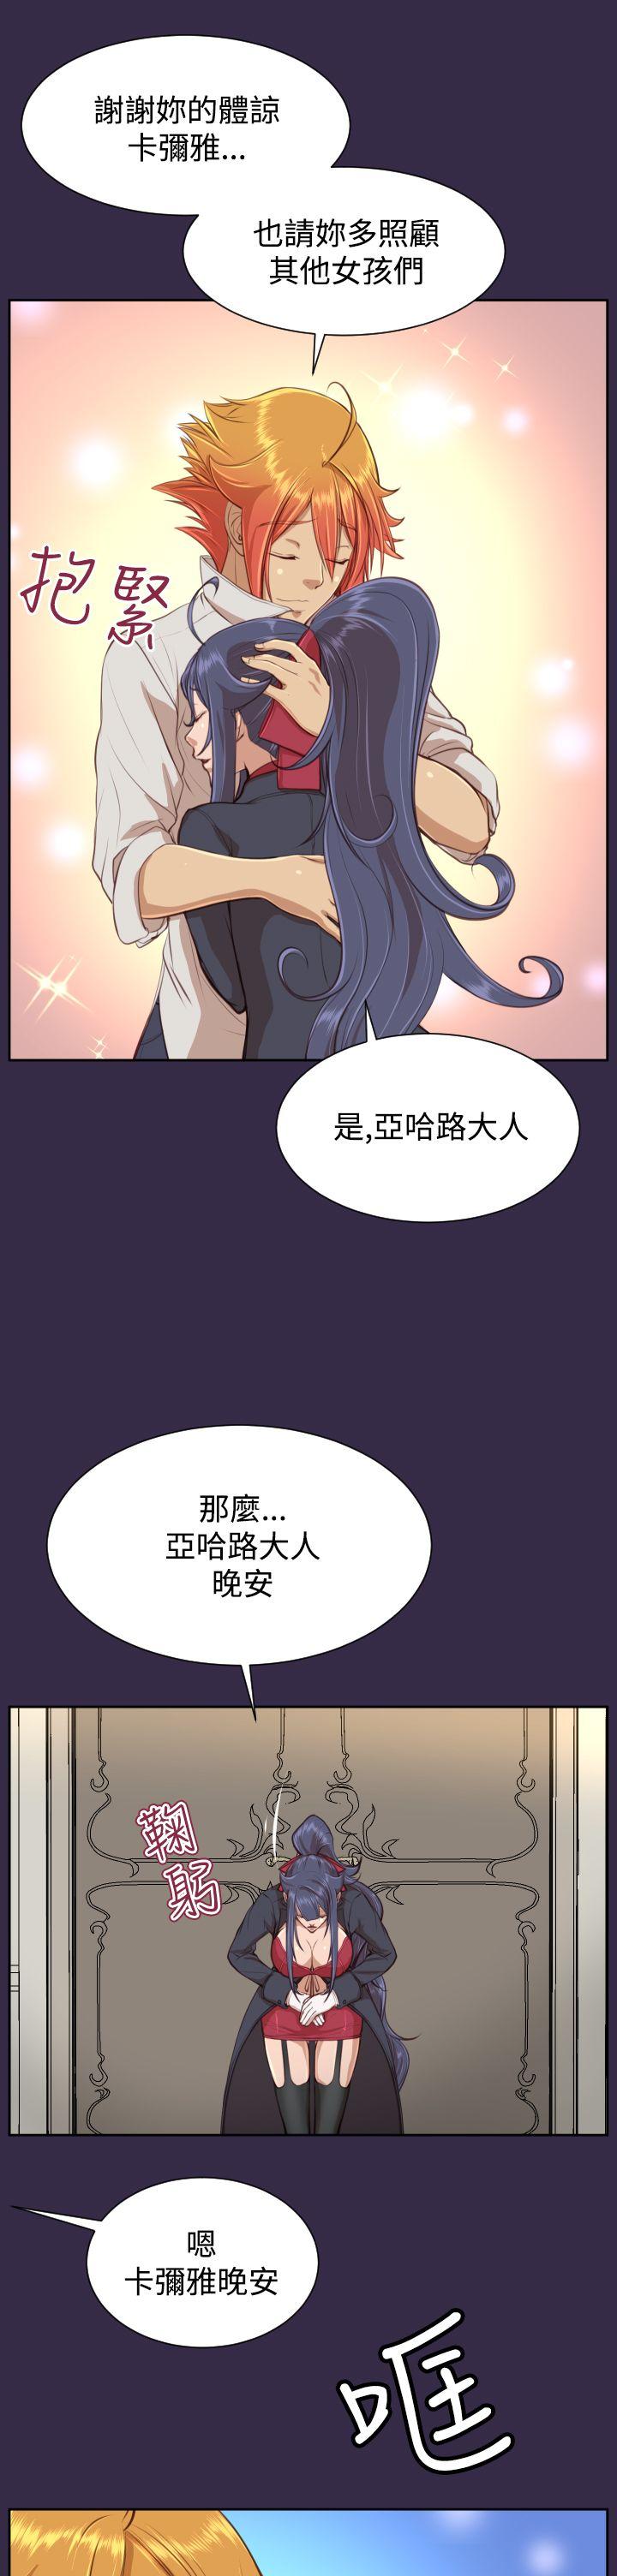 謝謝妳的體諒
卡彌雅...
也請妳多照顧
其他女孩們
抱緊
是,亞哈路大人
那麼...
亞哈路大人
晚安
鞠躬
嗯
卡彌雅晚安
哐